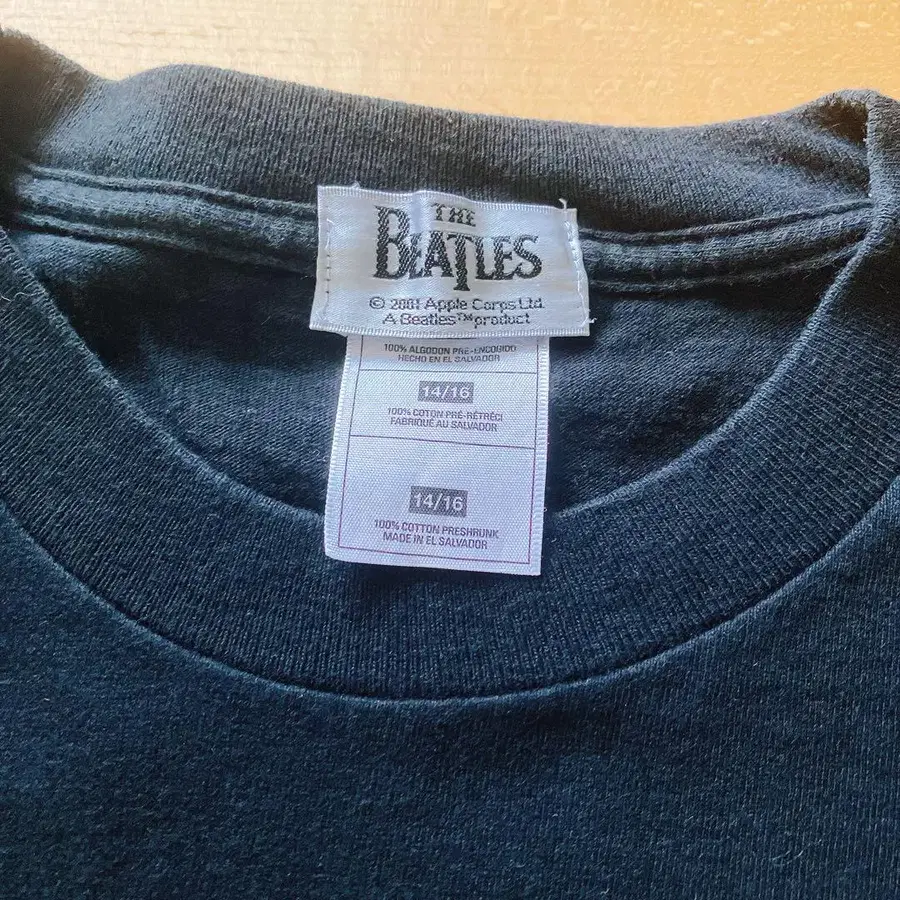 THE
BEATLES
© 2001 Apple Corps Ltd.
A Beatles™ product
100% ALGODON PRE-ENCOGIDO
HECHO EN EL SALVADOR
14/16
100% COTON PRÉ-RÉTRÉCI
FABRIQUÉ AU SALVADOR
14/16
100% COTTON PRESHRUNK
MADE IN EL SALVADOR